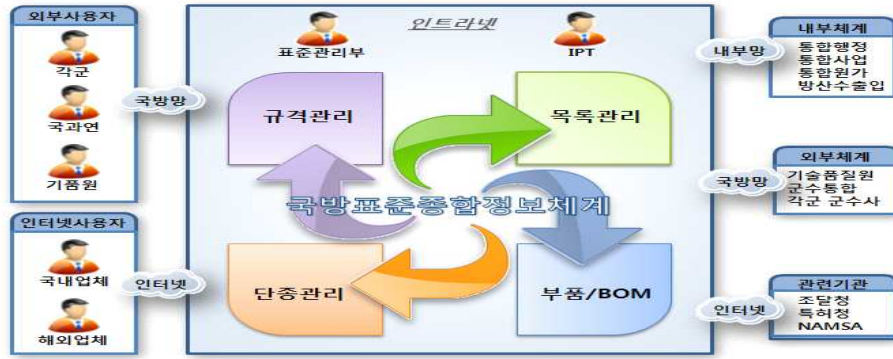 외부사용자
각군
국과연
기품원
국방망
인터넷사용자
국내업체
해외업체
인터넷
인트라넷
표준관리부
IPT
규격관리
목록관리
국방표준종합정보체계
단종관리
부품/BOM
내부망
내부체계
통합행정
통합사업
통합원가
방산수출입
국방망
외부체계
기술품질원
군수통합
각군 군수사
인터넷
관련기관
조달청
특허청
NAMSA